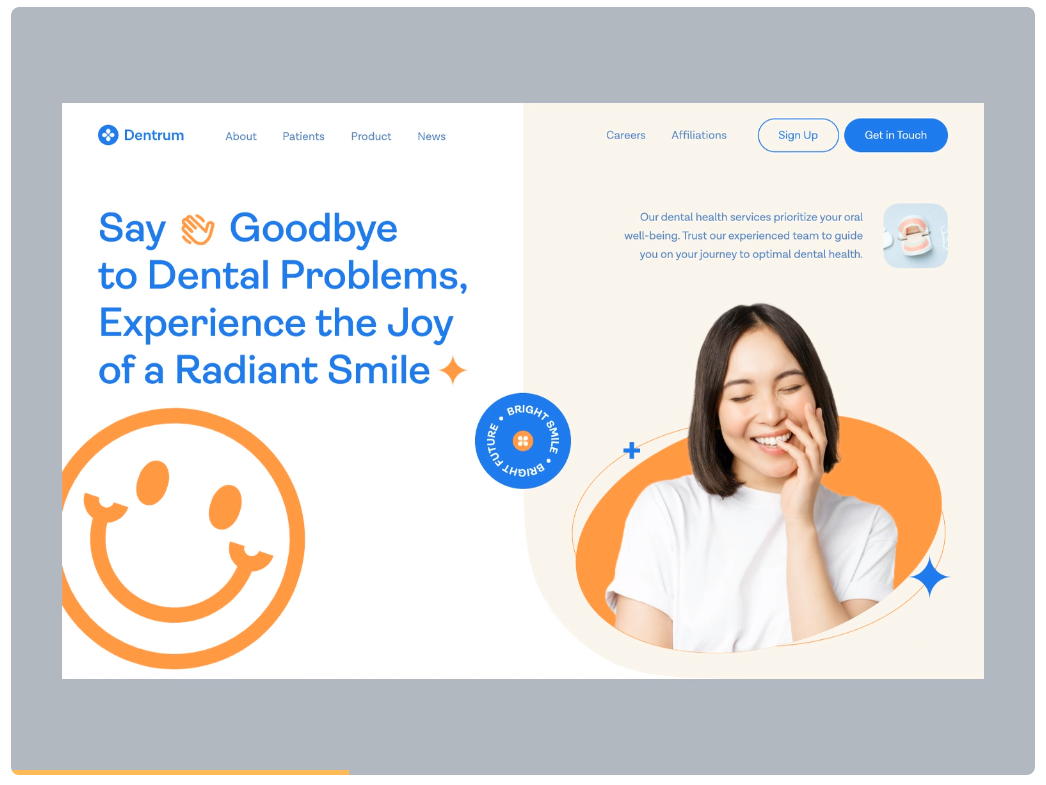 Dentrum
About Patients Product News
Careers Affiliations Sign Up Get in Touch
Say Goodbye
to Dental Problems,
Experience the Joy
of a Radiant Smile
Our dental health services prioritize your oral
well-being. Trust our experienced team to guide
you on your journey to optimal dental health.
BRIGHT SMILE • BRIGHT FUTURE •